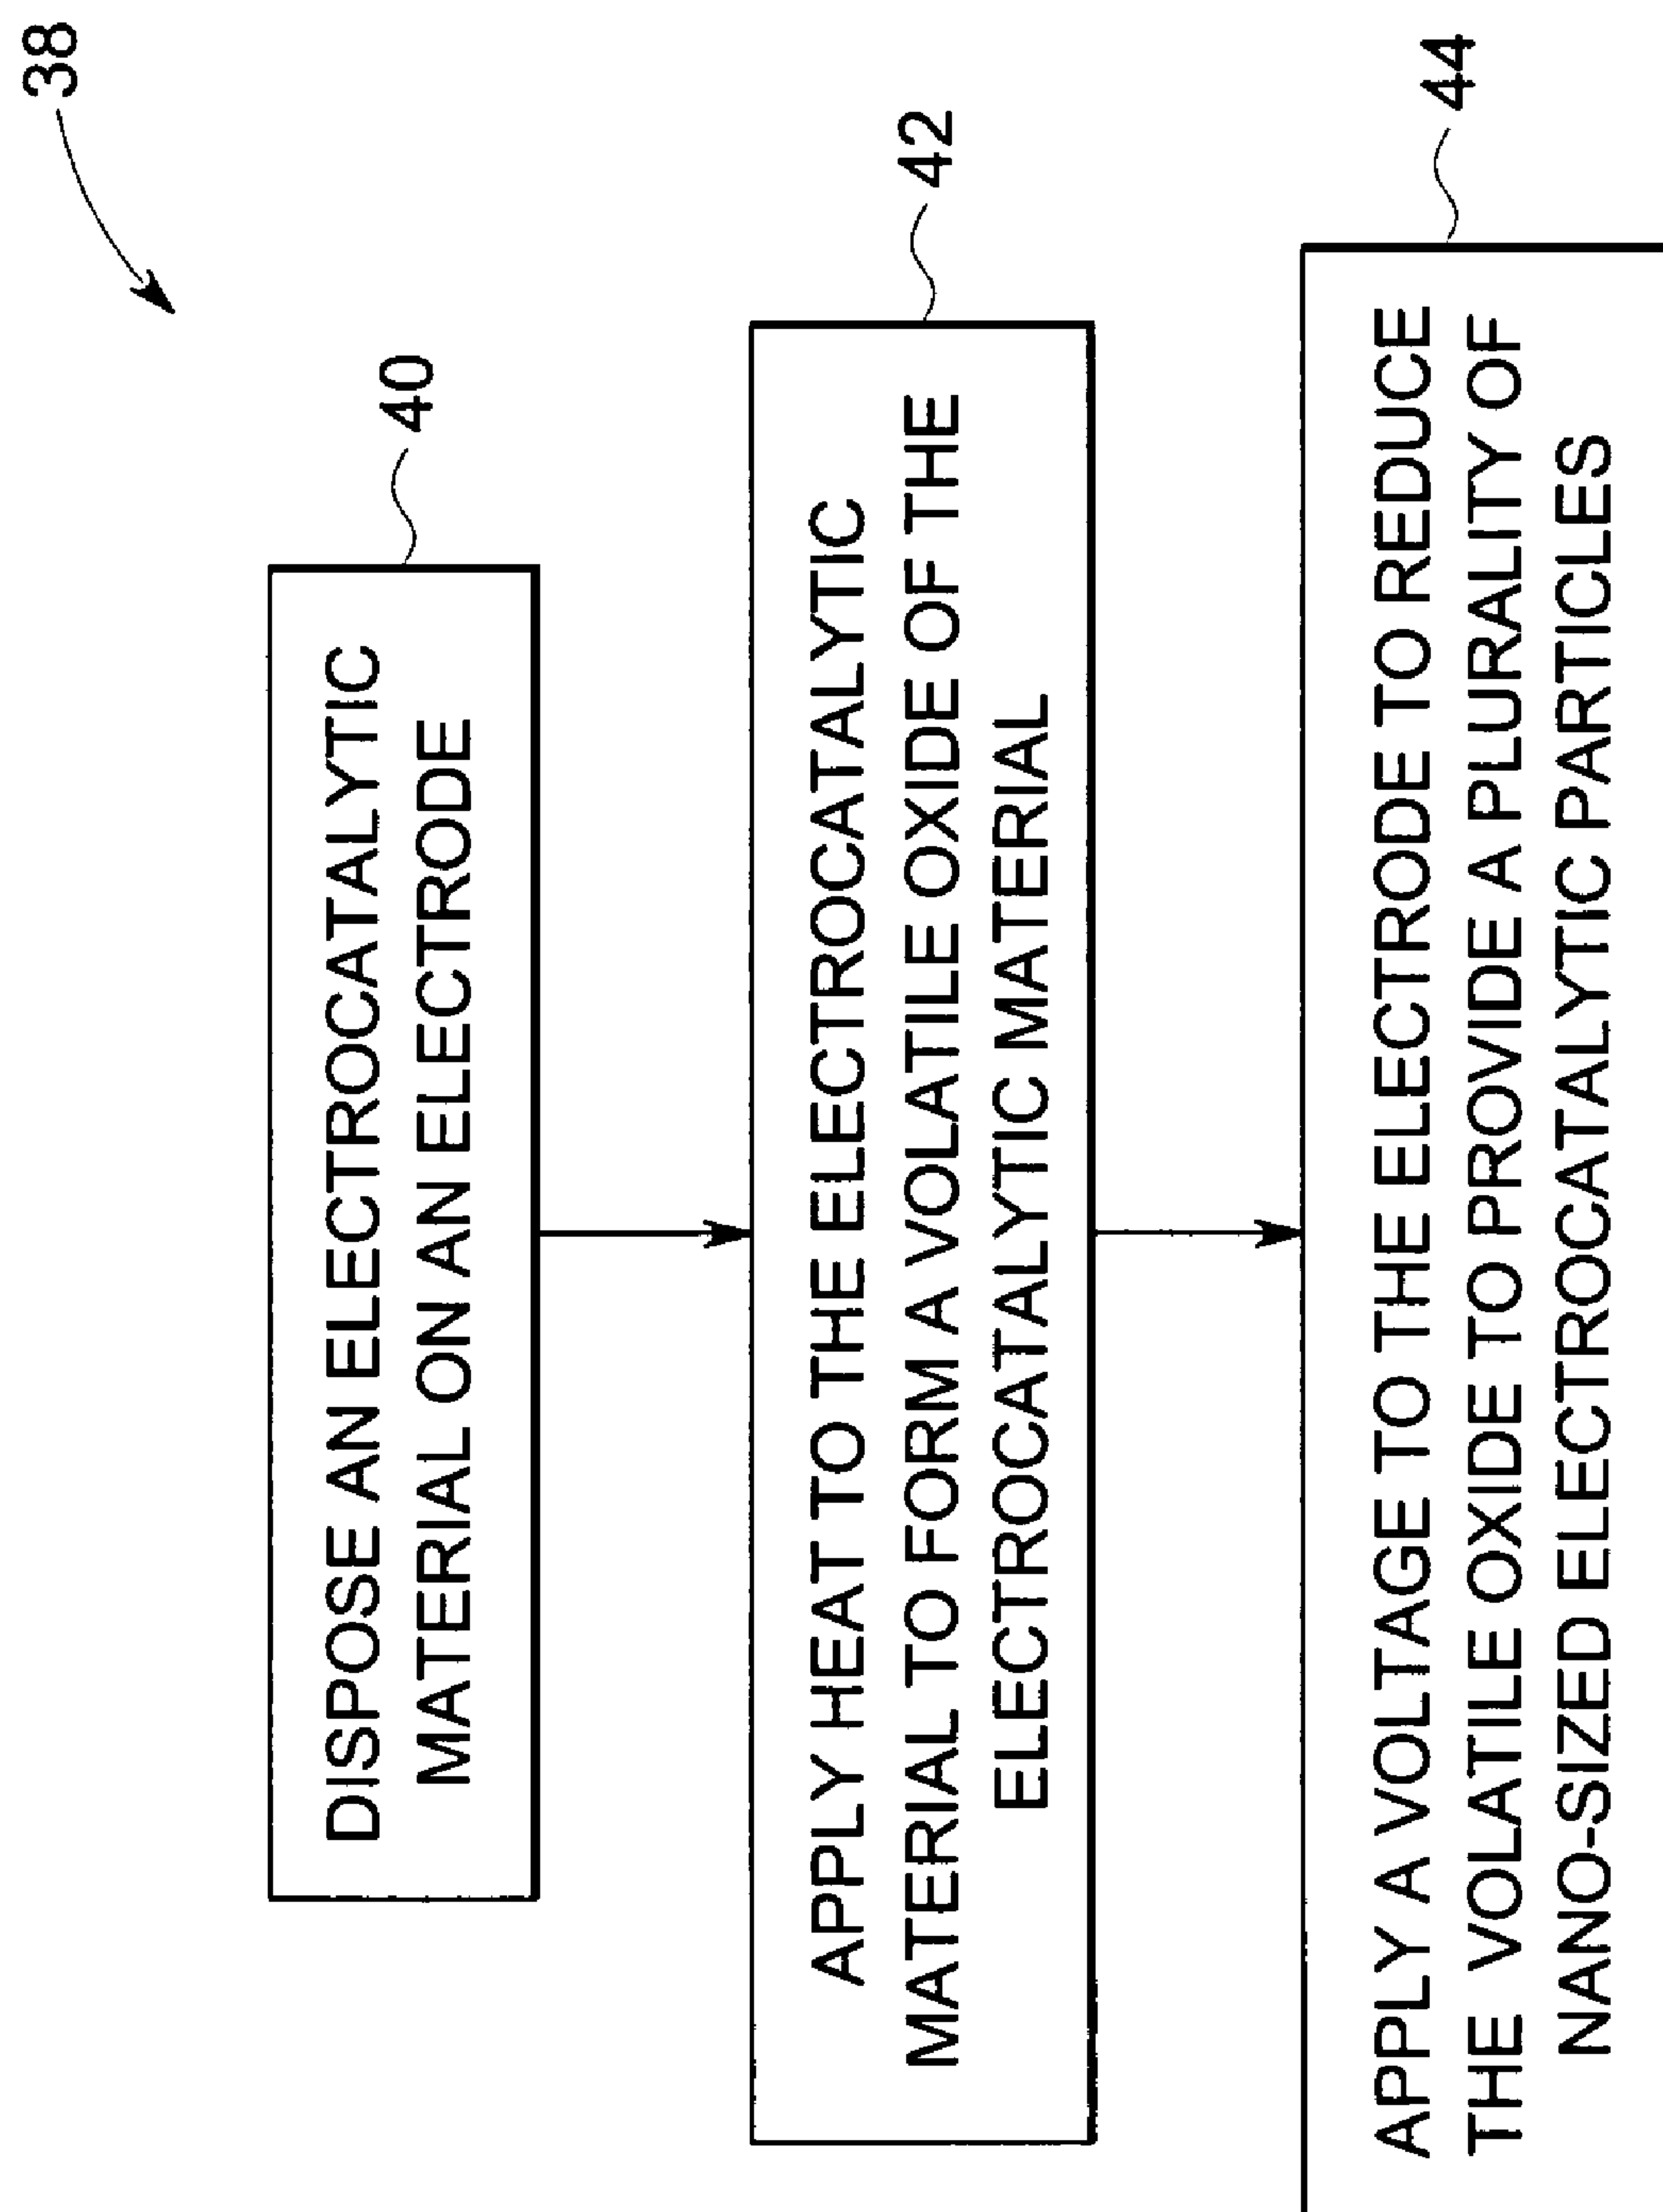 38
40
DISPOSE AN ELECTROCATALYTIC
MATERIAL ON AN ELECTRODE
42
APPLY HEAT TO THE ELECTROCATALYTIC
MATERIAL TO FORM A VOLATILE OXIDE OF THE
ELECTROCATALYTIC MATERIAL
44
APPLY A VOLTAGE TO THE ELECTRODE TO REDUCE
THE VOLATILE OXIDE TO PROVIDE A PLURALITY OF
NANO-SIZED ELECTROCATALYTIC PARTICLES